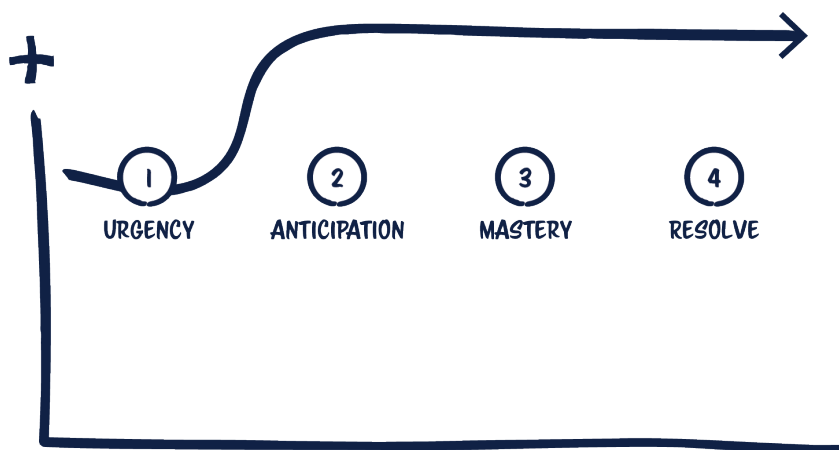 +
1
2
3
4
URGENCY
ANTICIPATION
MASTERY
RESOLVE